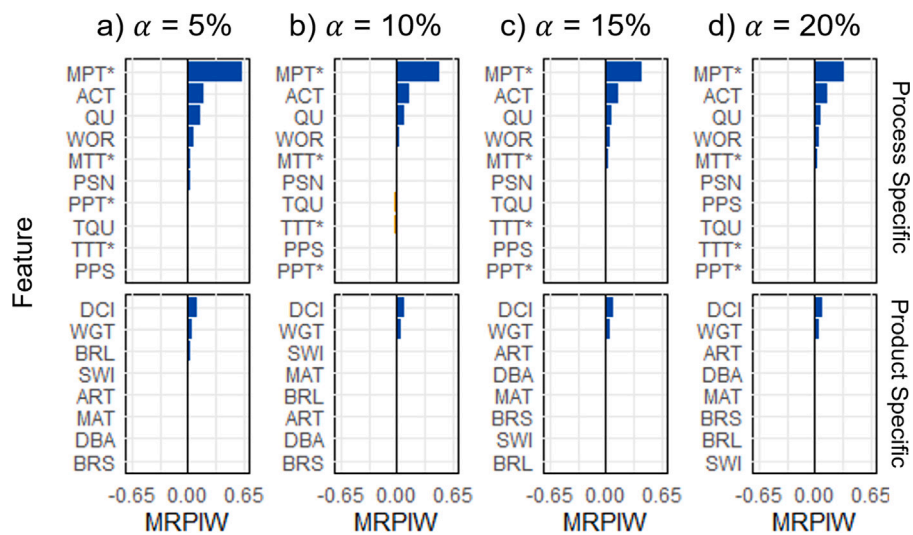 a) α = 5%
b) α = 10%
c) α = 15%
d) α = 20%
Feature
MPT*
ACT
QU
WOR
MTT*
PSN
PPT*
TQU
TTT*
PPS
MPT*
ACT
QU
WOR
MTT*
PSN
TQU
TTT*
PPS
PPT*
MPT*
ACT
QU
WOR
MTT*
PSN
TQU
TTT*
PPS
PPT*
MPT*
ACT
QU
WOR
MTT*
PSN
PPS
TQU
TTT*
PPT*
Process Specific
DCI
WGT
BRL
SWI
ART
MAT
DBA
BRS
DCI
WGT
SWI
MAT
BRL
ART
DBA
BRS
DCI
WGT
ART
DBA
MAT
BRS
SWI
BRL
DCI
WGT
ART
DBA
MAT
BRS
BRL
SWI
Product Specific
-0.65 0.00 0.65
-0.65 0.00 0.65
-0.65 0.00 0.65
-0.65 0.00 0.65
MRPIW
MRPIW
MRPIW
MRPIW